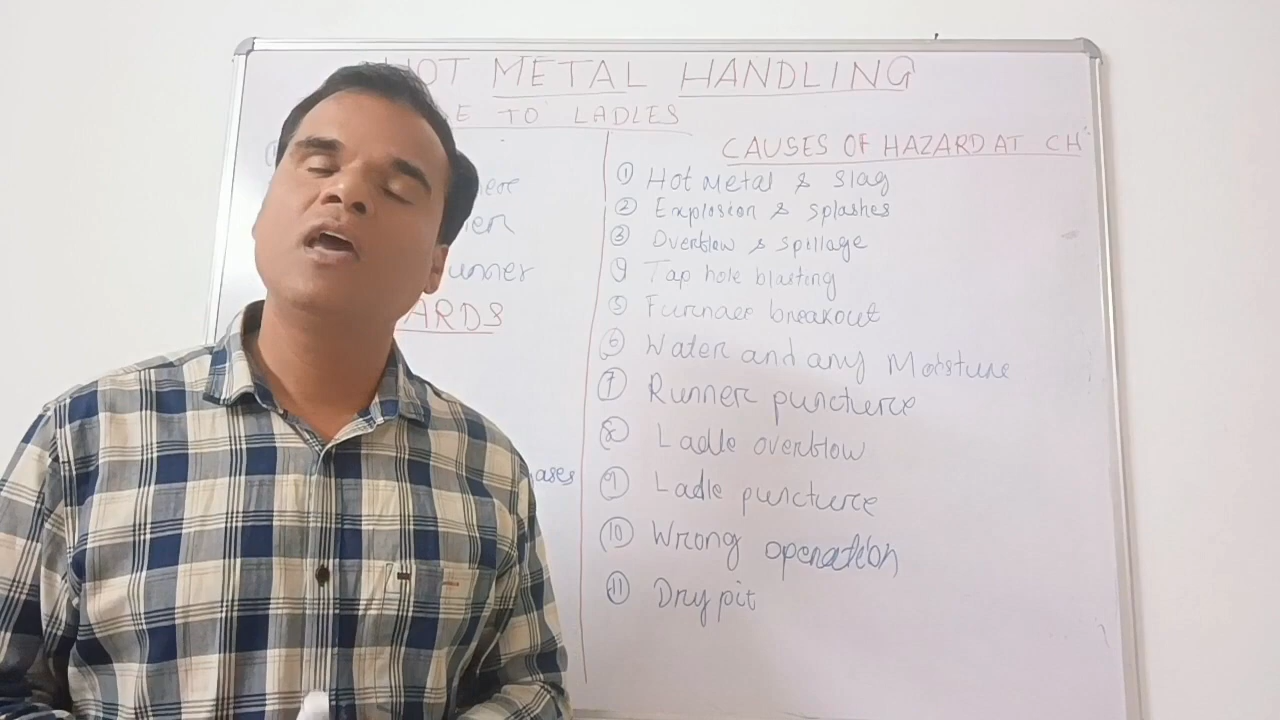 HOT METAL HANDLING
TO LADLES
ARDS
CAUSES OF HAZARD AT CH
① Hot Metal & Slag
② Explosion & splashes
③ Overflow & spillage
④ Tap hole blasting
⑤ Furnace breakout
⑥ Water and any Moisture
⑦ Runner puncture
⑧ Ladle overflow
⑨ Ladle puncture
⑩ Wrong operation
⑪ Dry pit